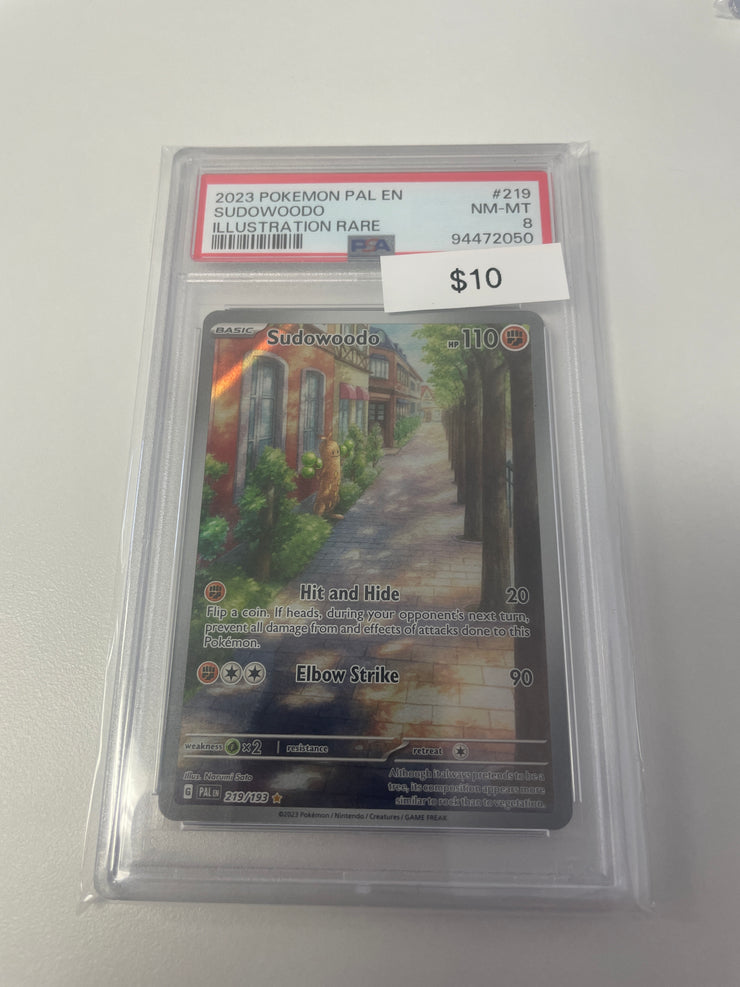 2023 POKEMON PAL EN #219
SUDOWOODO NM-MT
ILLUSTRATION RARE 8
PSA 94472050
$10
BASIC Sudowoodo HP 110
Hit and Hide 20
Flip a coin. If heads, during your opponent's next turn,
prevent all damage from and effects of attacks done to this
Pokémon.
Elbow Strike 90
weakness ×2 resistance retreat
Illus. Narumi Sato
Although it always pretends to be a
tree, its composition appears more
similar to rock than to vegetation.
G PAL EN 219/193
©2023 Pokémon / Nintendo / Creatures / GAME FREAK